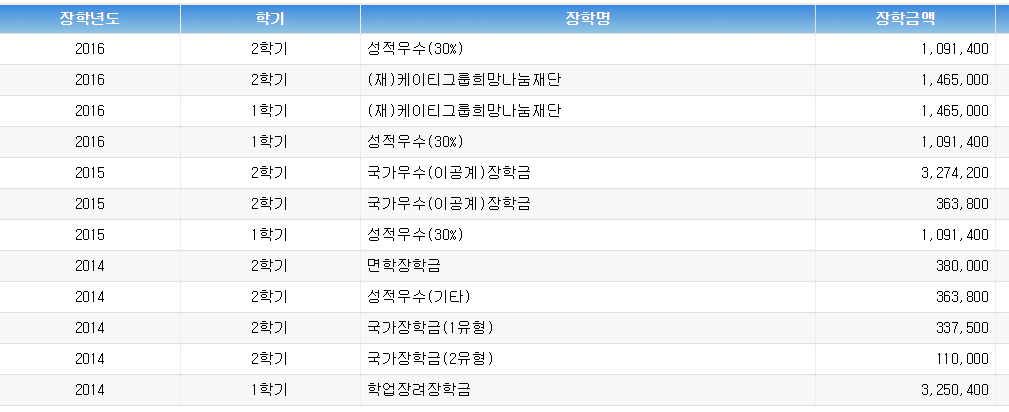 장학년도 학기 장학명 장학금액
2016 2학기 성적우수(30%) 1,091,400
2016 2학기 (재)케이티그룹희망나눔재단 1,465,000
2016 1학기 (재)케이티그룹희망나눔재단 1,465,000
2016 1학기 성적우수(30%) 1,091,400
2015 2학기 국가우수(이공계)장학금 3,274,200
2015 2학기 국가우수(이공계)장학금 363,800
2015 1학기 성적우수(30%) 1,091,400
2014 2학기 면학장학금 380,000
2014 2학기 성적우수(기타) 363,800
2014 2학기 국가장학금(1유형) 337,500
2014 2학기 국가장학금(2유형) 110,000
2014 1학기 학업장려장학금 3,250,400